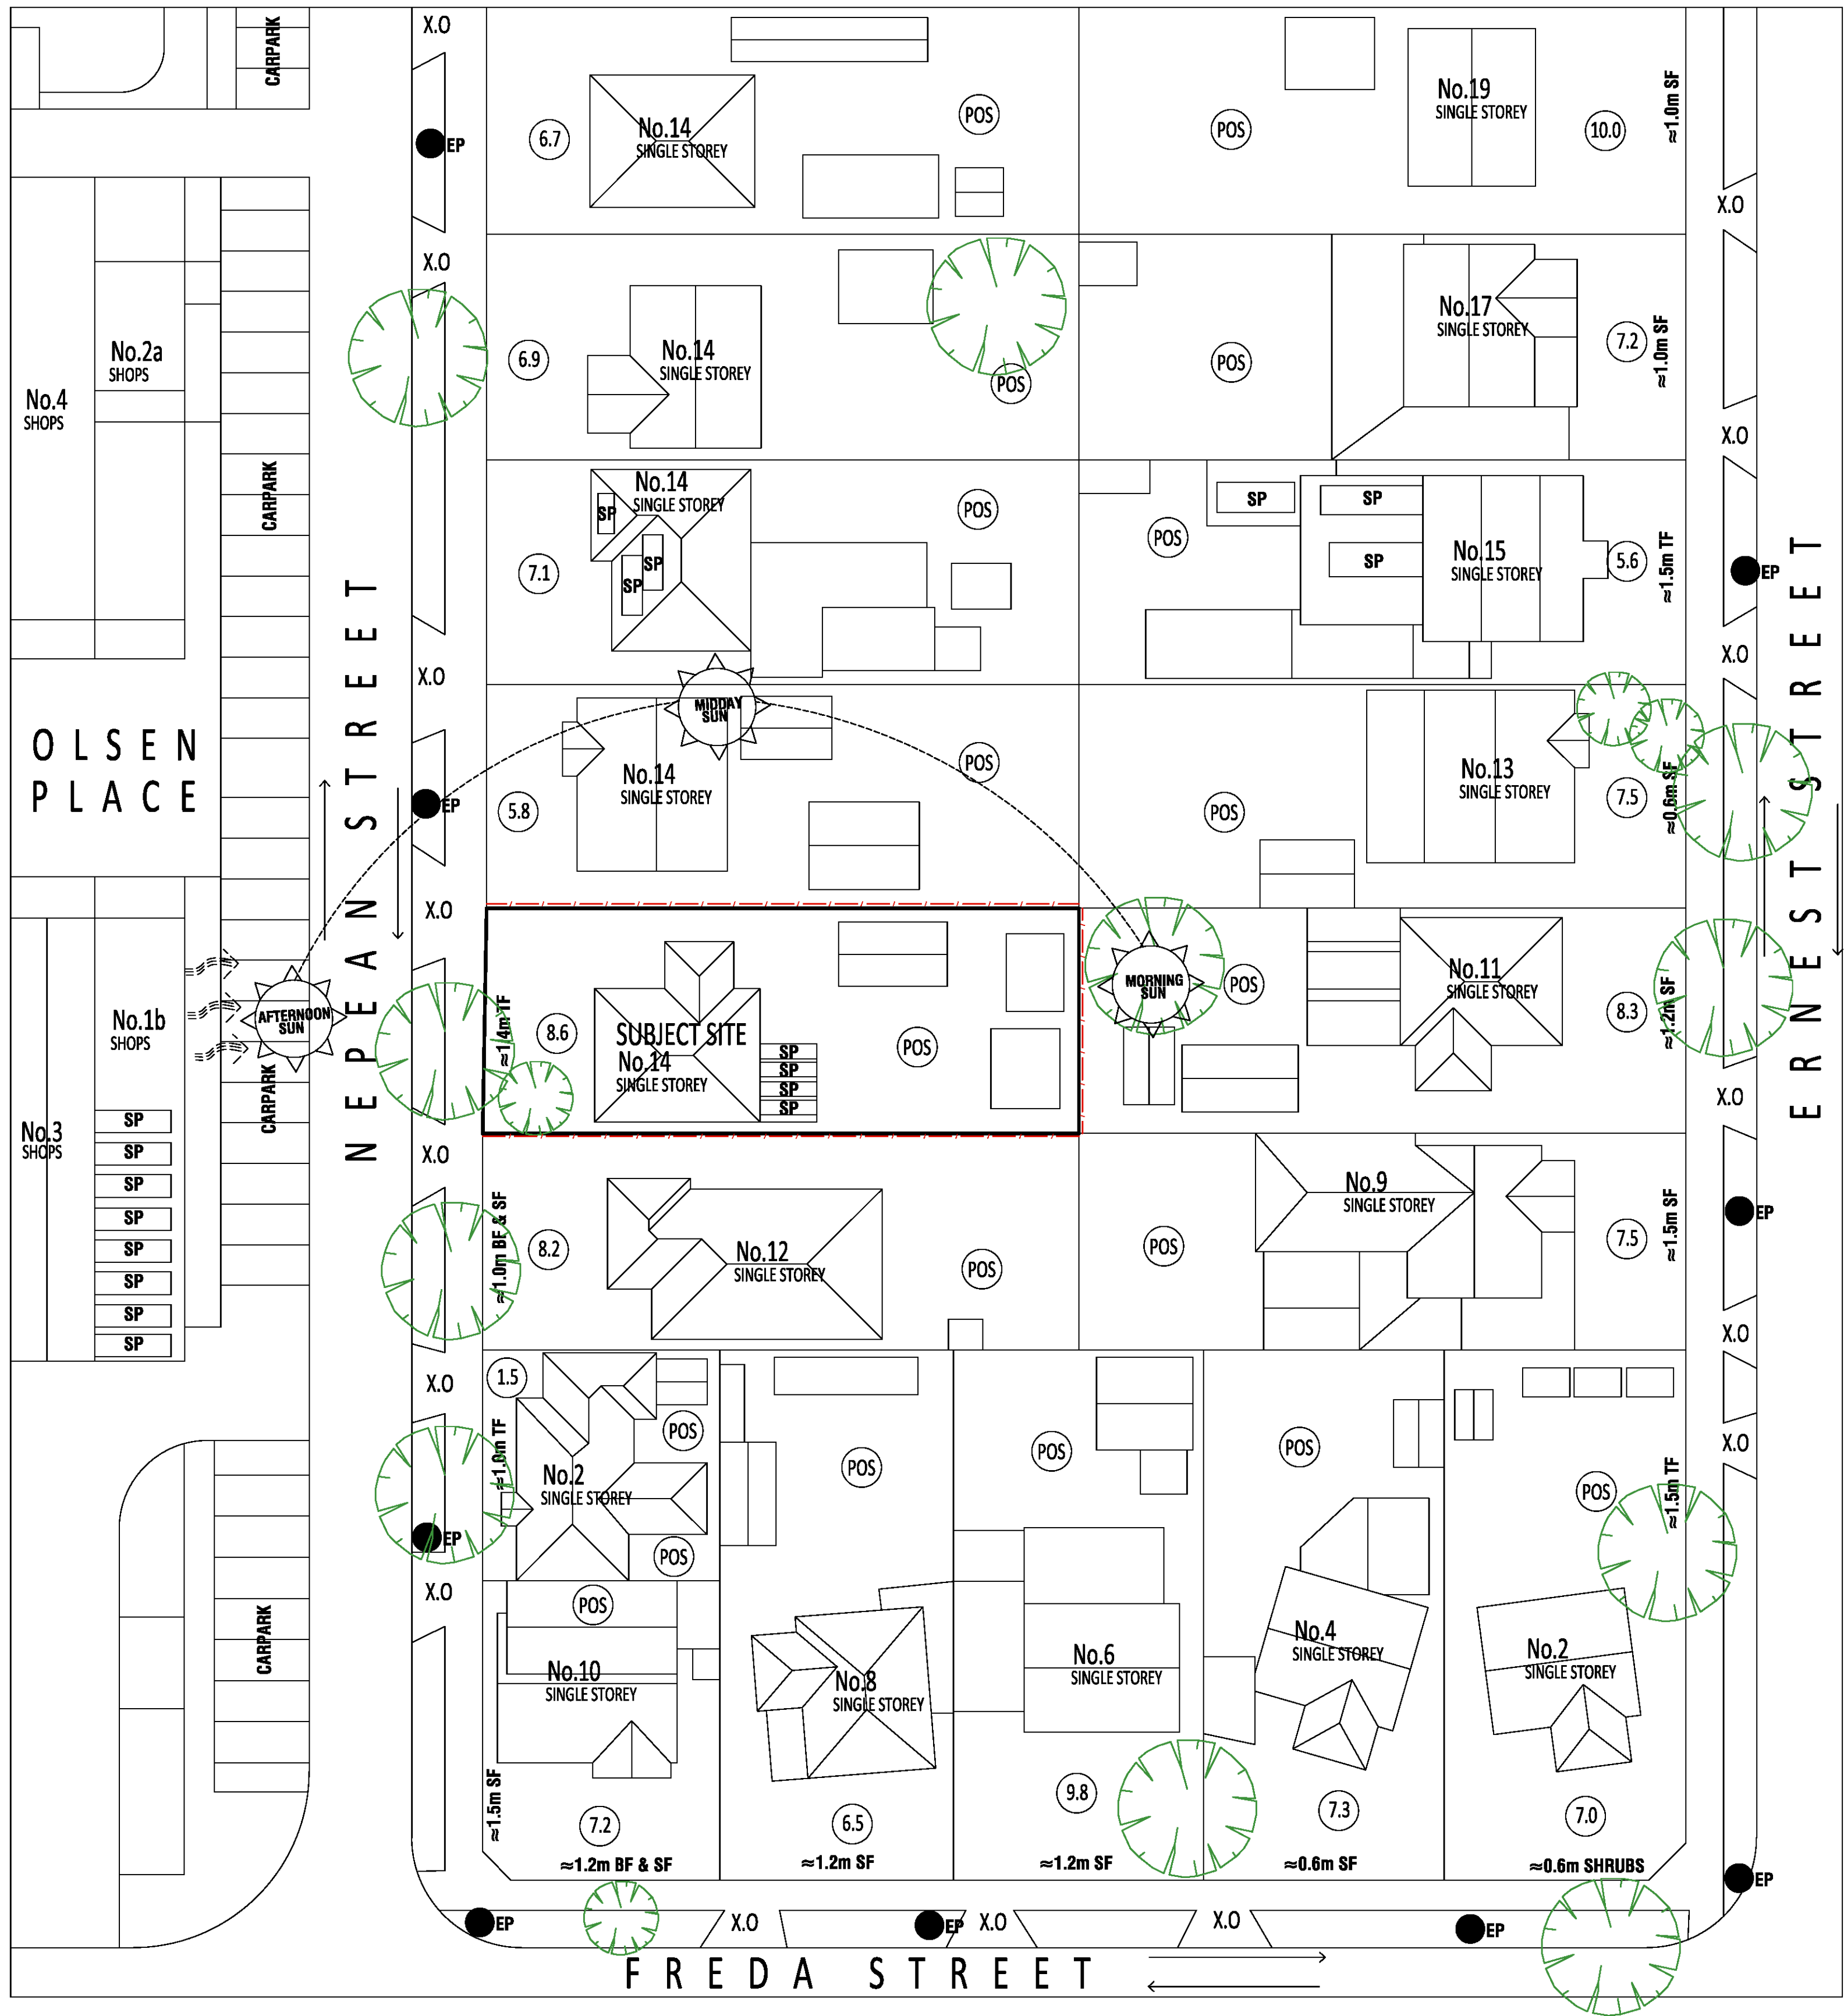 X.O
CARPARK
EP
6.7
No.14
SINGLE STOREY
POS
POS
No.19
SINGLE STOREY
10.0
≈1.0m SF
X.O
X.O
No.4
SHOPS
No.2a
SHOPS
CARPARK
6.9
No.14
SINGLE STOREY
POS
POS
No.17
SINGLE STOREY
7.2
≈1.0m SF
X.O
7.1
No.14
SINGLE STOREY
SP
SP
SP
POS
POS
SP
SP
SP
No.15
SINGLE STOREY
5.6
≈1.5m TF
EP
X.O
X.O
OLSEN
PLACE
NEPEAN STREET
ERNEST STREET
EP
MIDDAY
SUN
5.8
No.14
SINGLE STOREY
POS
POS
No.13
SINGLE STOREY
7.5
≈0.6m SF
X.O
No.1b
SHOPS
No.3
SHOPS
AFTERNOON
SUN
CARPARK
SP
SP
SP
SP
SP
SP
SP
SP
≈1.4m TF
8.6
SUBJECT SITE
No.14
SINGLE STOREY
SP
SP
SP
SP
POS
MORNING
SUN
POS
No.11
SINGLE STOREY
8.3
≈1.2m SF
X.O
X.O
≈1.0m BF & SF
8.2
No.12
SINGLE STOREY
POS
POS
No.9
SINGLE STOREY
7.5
≈1.5m SF
EP
X.O
X.O
1.5
≈1.0m TF
No.2
SINGLE STOREY
POS
POS
EP
X.O
POS
POS
POS
POS
≈1.5m TF
X.O
CARPARK
POS
No.10
SINGLE STOREY
No.8
SINGLE STOREY
No.6
SINGLE STOREY
No.4
SINGLE STOREY
No.2
SINGLE STOREY
≈1.5m SF
7.2
6.5
9.8
7.3
7.0
≈1.2m BF & SF
≈1.2m SF
≈1.2m SF
≈0.6m SF
≈0.6m SHRUBS
EP
EP
X.O
EP
X.O
X.O
EP
FREDA STREET